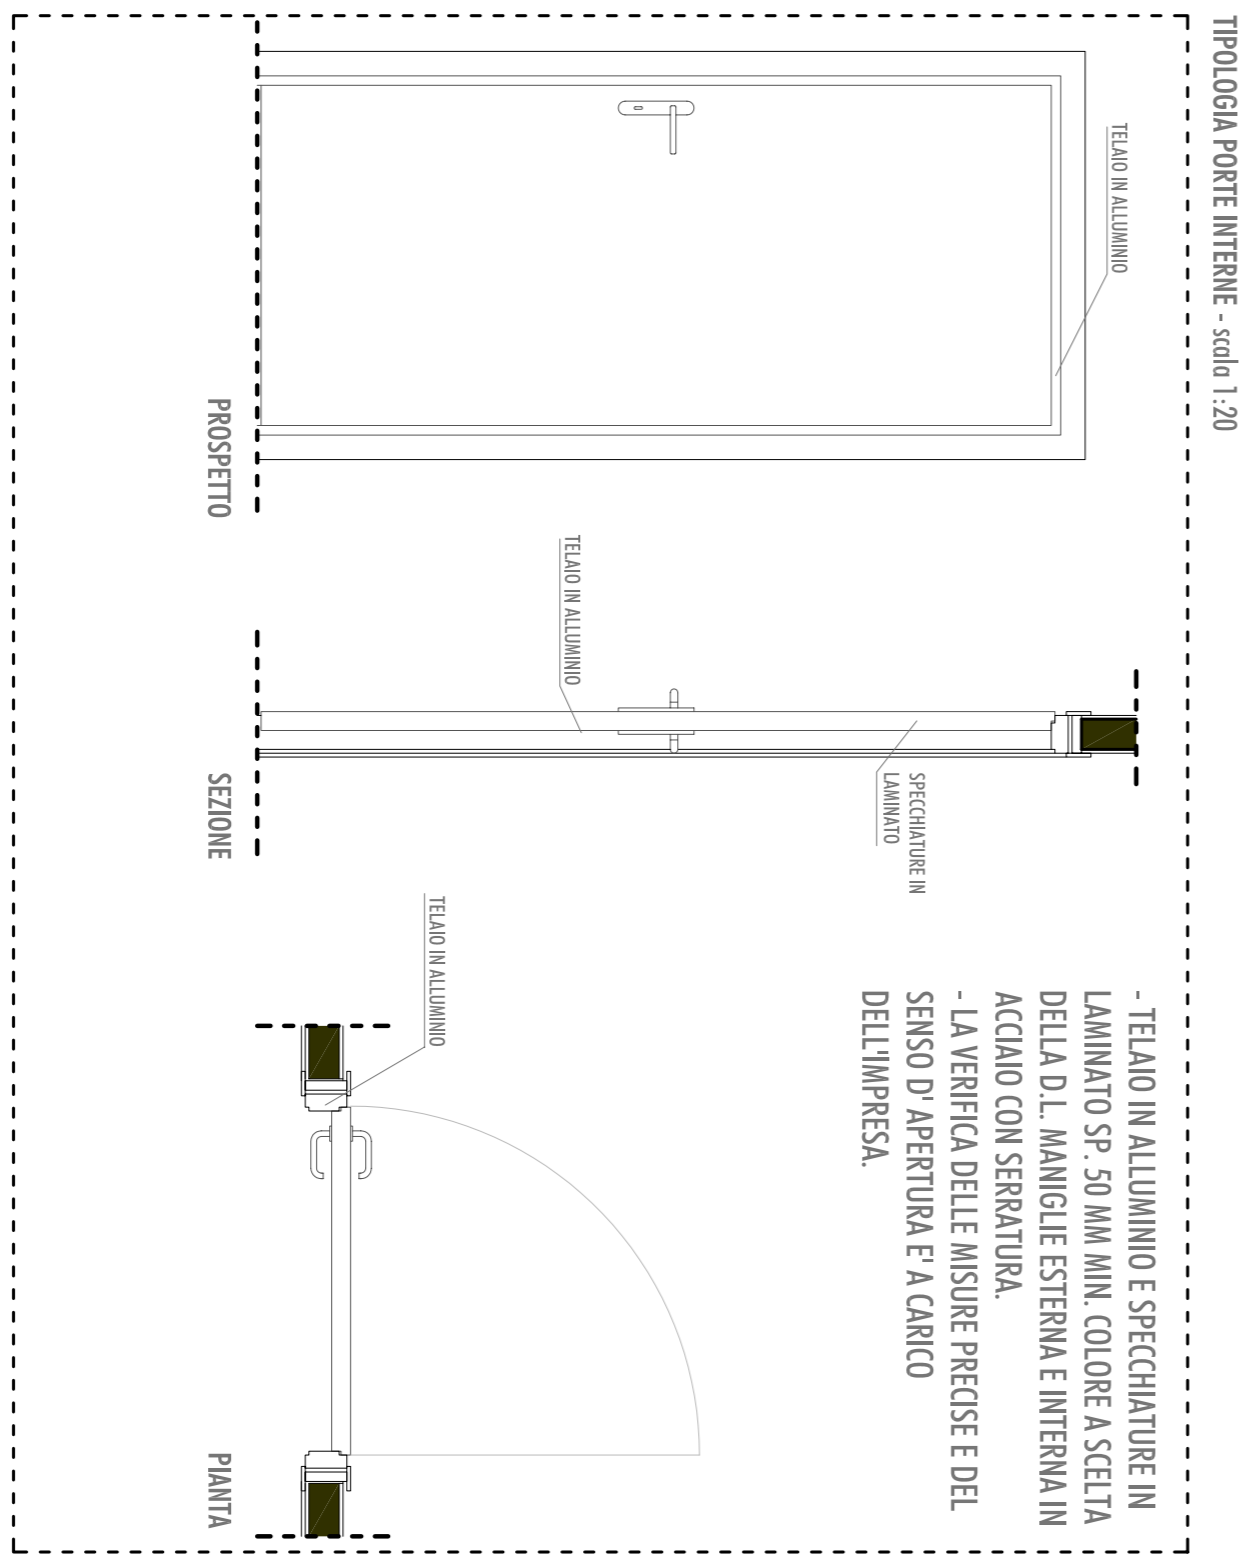 TIPOLOGIA PORTE INTERNE - scala 1:20
TELAIO IN ALLUMINIO
PROSPETTO
TELAIO IN ALLUMINIO
SPECCHIATURE IN
LAMINATO
SEZIONE
- TELAIO IN ALLUMINIO E SPECCHIATURE IN
LAMINATO SP. 50 MM MIN. COLORE A SCELTA
DELLA D.L. MANIGLIE ESTERNA E INTERNA IN
ACCIAIO CON SERRATURA.
- LA VERIFICA DELLE MISURE PRECISE E DEL
SENSO D' APERTURA E' A CARICO
DELL'IMPRESA.
TELAIO IN ALLUMINIO
PIANTA